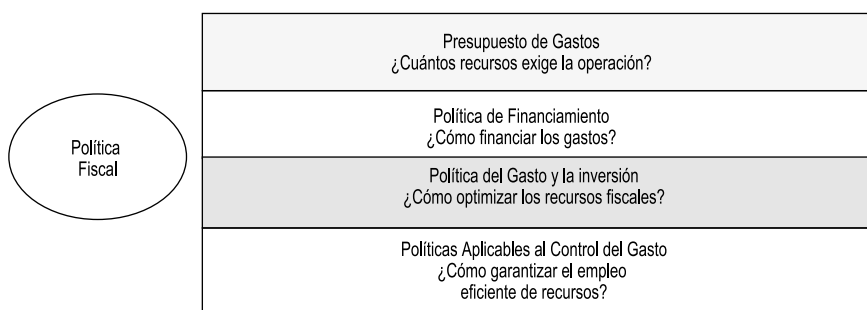 Presupuesto de Gastos
¿Cuántos recursos exige la operación?
Política de Financiamiento
¿Cómo financiar los gastos?
Política
Fiscal
Política del Gasto y la inversión
¿Cómo optimizar los recursos fiscales?
Políticas Aplicables al Control del Gasto
¿Cómo garantizar el empleo
eficiente de recursos?